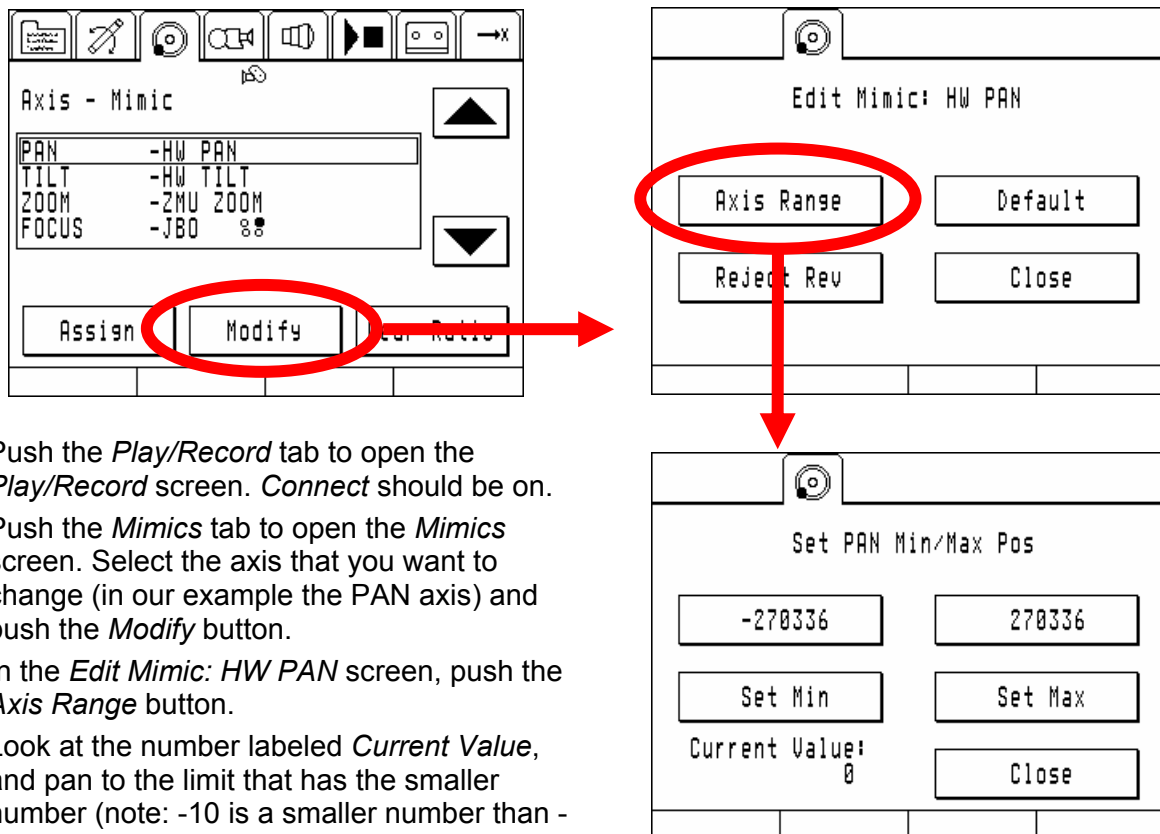 Axis - Mimic
PAN -HW PAN
TILT -HW TILT
ZOOM -ZMU ZOOM
FOCUS -JBO
Assign Modify Ratio
Edit Mimic: HW PAN
Axis Range Default
Reject Rev Close
Push the Play/Record tab to open the
Play/Record screen. Connect should be on.
Push the Mimics tab to open the Mimics
screen. Select the axis that you want to
change (in our example the PAN axis) and
push the Modify button.
In the Edit Mimic: HW PAN screen, push the
Axis Range button.
Look at the number labeled Current Value,
and pan to the limit that has the smaller
number (note: -10 is a smaller number than -
Set PAN Min/Max Pos
-270336 270336
Set Min Set Max
Current Value:
0
Close